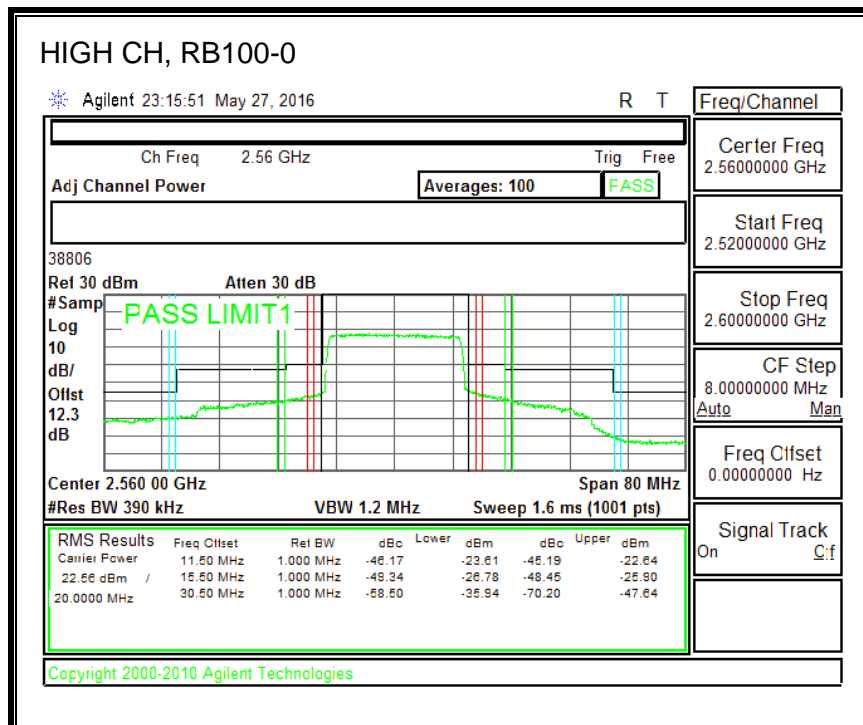 HIGH CH, RB100-0
Agilent 23:15:51 May 27, 2016 R T
Freq/Channel
Ch Freq 2.56 GHz Trig Free
Adj Channel Power Averages: 100 PASS
Center Freq
2.56000000 GHz
Start Freq
2.52000000 GHz
38806
Ref 30 dBm Atten 30 dB
#Samp
Log
10
dB/
Offst
12.3
dB
PASS LIMIT1
Stop Freq
2.60000000 GHz
CF Step
8.00000000 MHz
Auto Man
Freq Offset
0.00000000 Hz
Center 2.560 00 GHz Span 80 MHz
#Res BW 390 kHz VBW 1.2 MHz Sweep 1.6 ms (1001 pts)
Signal Track
On Off
RMS Results Freq Offset Ref BW dBc Lower dBm dBc Upper dBm
Carrier Power 11.50 MHz 1.000 MHz -46.17 -23.61 -45.19 -22.64
22.56 dBm / 15.50 MHz 1.000 MHz -49.34 -26.78 -48.45 -25.90
20.0000 MHz 30.50 MHz 1.000 MHz -58.50 -35.94 -70.20 -47.64
Copyright 2000-2010 Agilent Technologies